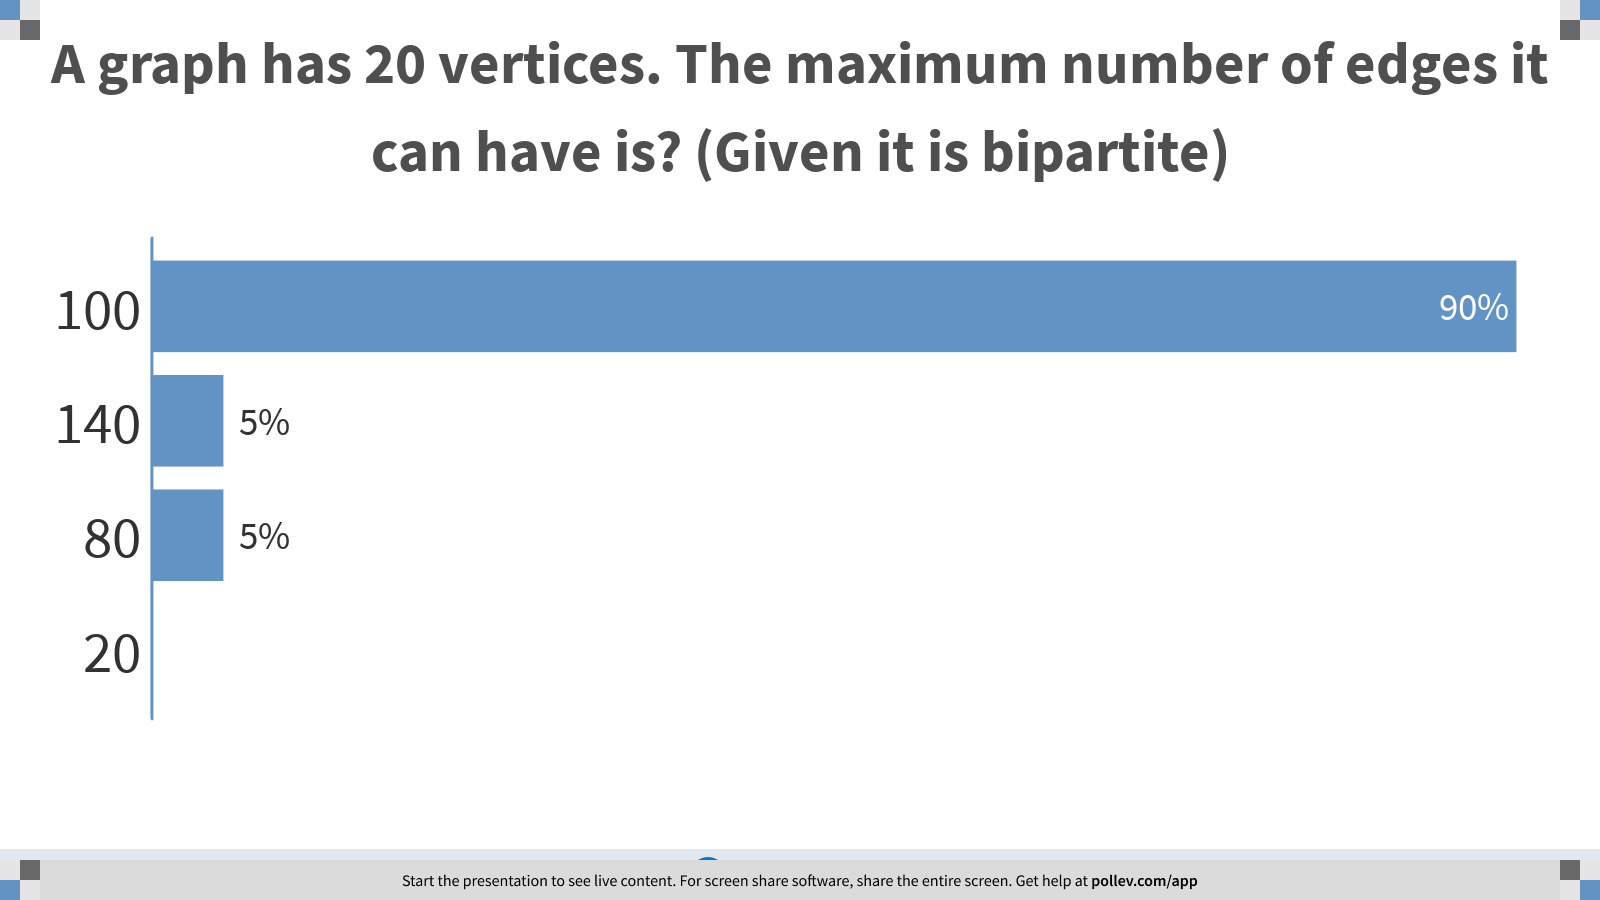 A graph has 20 vertices. The maximum number of edges it
can have is? (Given it is bipartite)
100
90%
140
5%
80
5%
20
Start the presentation to see live content. For screen share software, share the entire screen. Get help at pollev.com/app